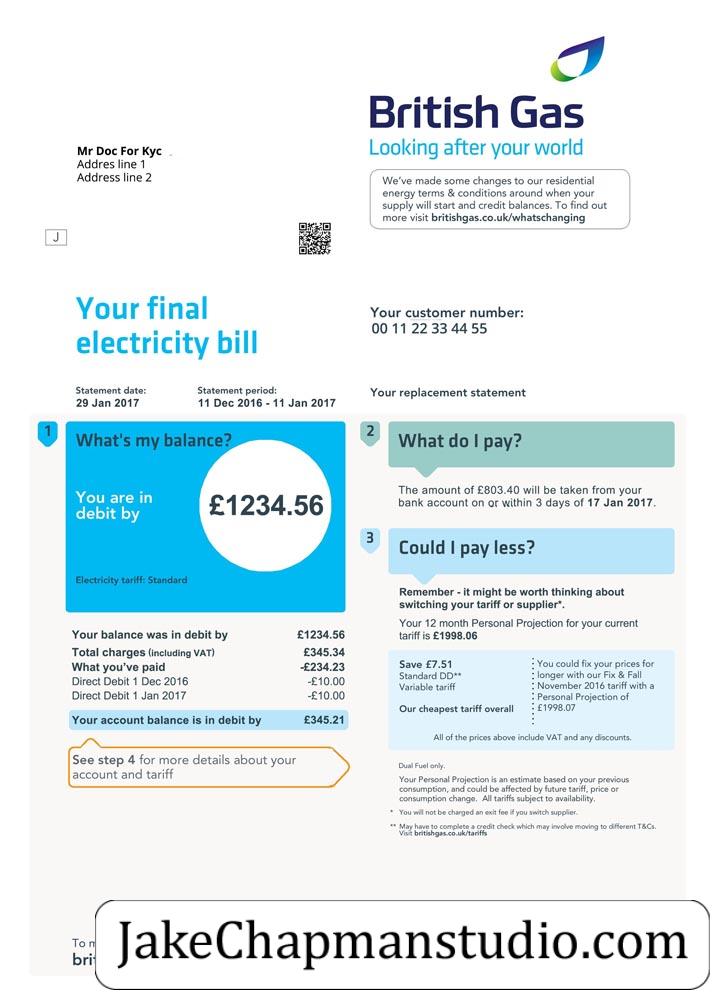 British Gas
Looking after your world
Mr Doc For Kyc
Addres line 1
Address line 2
We've made some changes to our residential
energy terms & conditions around when your
supply will start and credit balances. To find out
more visit britishgas.co.uk/whatschanging
J
Your final
electricity bill
Your customer number:
00 11 22 33 44 55
Statement date:
29 Jan 2017
Statement period:
11 Dec 2016 - 11 Jan 2017
Your replacement statement
1
What's my balance?
You are in
debit by
£1234.56
Electricity tariff: Standard
Your balance was in debit by £1234.56
Total charges (including VAT) £345.34
What you've paid -£234.23
Direct Debit 1 Dec 2016 -£10.00
Direct Debit 1 Jan 2017 -£10.00
Your account balance is in debit by £345.21
See step 4 for more details about your
account and tariff
2
What do I pay?
The amount of £803.40 will be taken from your
bank account on or within 3 days of 17 Jan 2017.
3
Could I pay less?
Remember - it might be worth thinking about
switching your tariff or supplier*.
Your 12 month Personal Projection for your current
tariff is £1998.06
Save £7.51
Standard DD**
Variable tariff
Our cheapest tariff overall
You could fix your prices for
longer with our Fix & Fall
November 2016 tariff with a
Personal Projection of
£1998.07
All of the prices above include VAT and any discounts.
Dual Fuel only.
Your Personal Projection is an estimate based on your previous
consumption, and could be affected by future tariff, price or
consumption change. All tariffs subject to availability.
* You will not be charged an exit fee if you switch supplier.
** May have to complete a credit check which may involve moving to different T&Cs.
Visit britishgas.co.uk/tariffs
To
JakeChapmanstudio.com